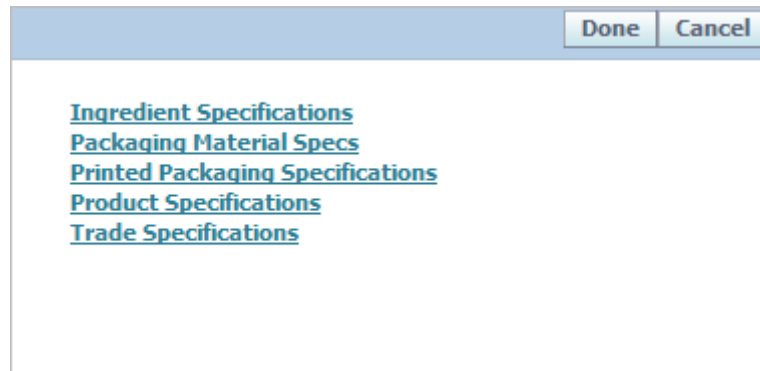 Done Cancel
Ingredient Specifications
Packaging Material Specs
Printed Packaging Specifications
Product Specifications
Trade Specifications